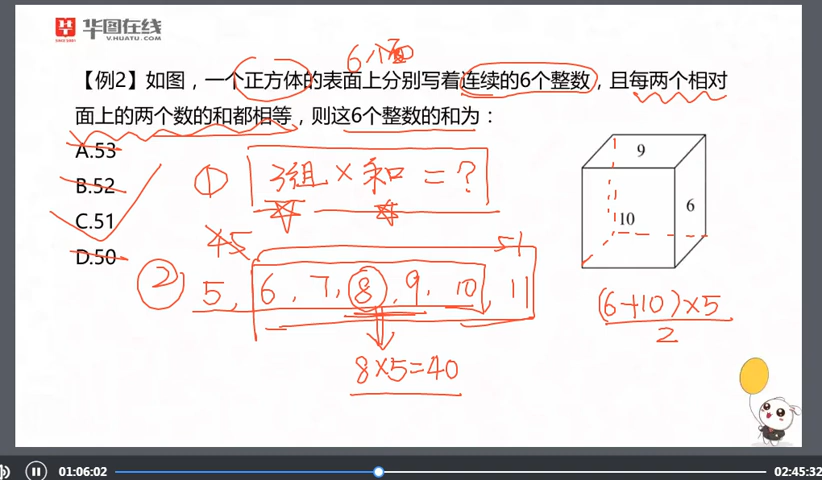 华图在线
V.HUATU.COM
6个面
【例2】如图，一个正方体的表面上分别写着连续的6个整数，且每两个相对
面上的两个数的和都相等，则这6个整数的和为：
A.53
B.52
C.51
D.50
① 3组×和=?
45 51
② 5, 6, 7, 8, 9, 10, 11
8×5=40
9
10
6
(6+10)×5
2
01:06:02
02:45:32